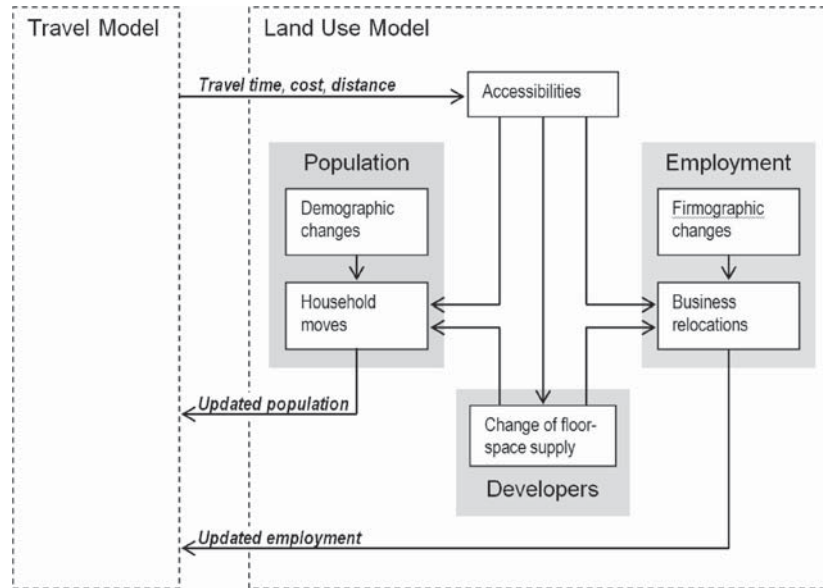 Travel Model
Land Use Model
Travel time, cost, distance
Accessibilities
Population
Employment
Demographic
changes
Firmographic
changes
Household
moves
Business
relocations
Updated population
Change of floor-
space supply
Developers
Updated employment